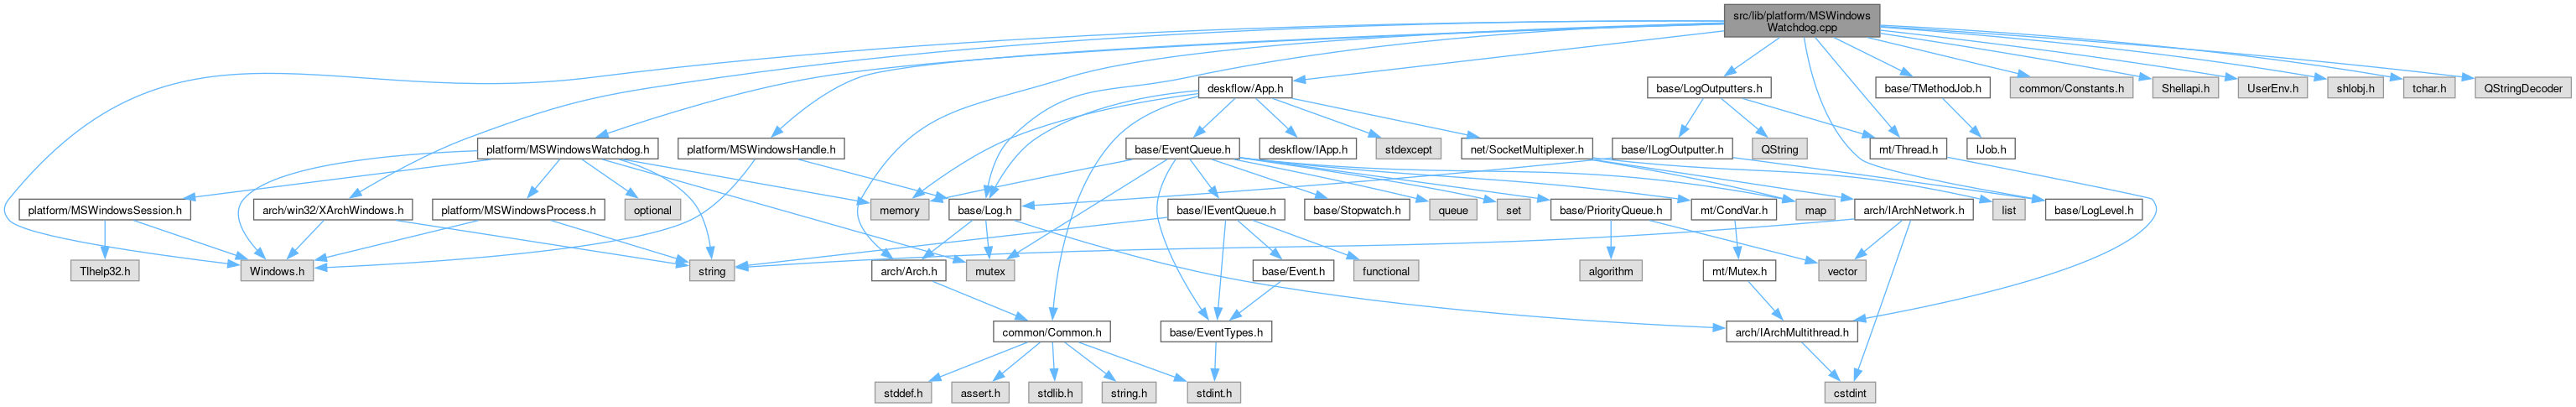 src/lib/platform/MSWindows
Watchdog.cpp
deskflow/App.h
base/LogOutputters.h
base/TMethodJob.h
common/Constants.h
Shellapi.h
UserEnv.h
shlobj.h
tchar.h
QStringDecoder
platform/MSWindowsWatchdog.h
platform/MSWindowsHandle.h
base/EventQueue.h
deskflow/IApp.h
stdexcept
net/SocketMultiplexer.h
base/ILogOutputter.h
QString
mt/Thread.h
IJob.h
platform/MSWindowsSession.h
arch/win32/XArchWindows.h
platform/MSWindowsProcess.h
optional
memory
base/Log.h
base/IEventQueue.h
base/Stopwatch.h
queue
set
base/PriorityQueue.h
mt/CondVar.h
map
arch/IArchNetwork.h
list
base/LogLevel.h
Tlhelp32.h
Windows.h
string
arch/Arch.h
mutex
base/Event.h
functional
algorithm
mt/Mutex.h
vector
common/Common.h
base/EventTypes.h
arch/IArchMultithread.h
stddef.h
assert.h
stdlib.h
string.h
stdint.h
cstdint